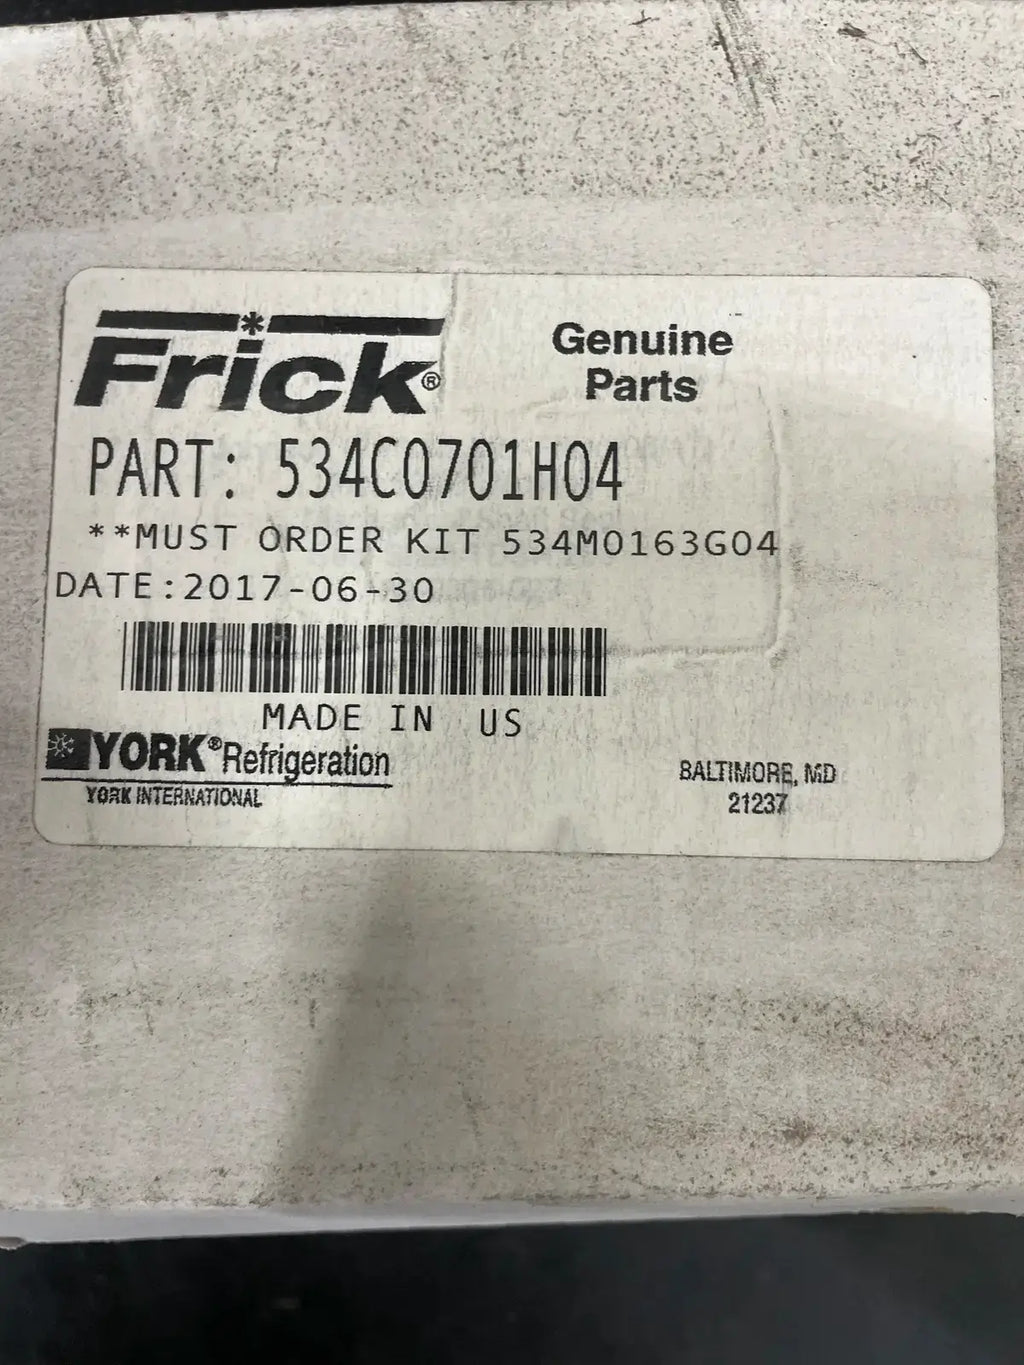 Frick®
Genuine
Parts
PART: 534C0701H04
**MUST ORDER KIT 534M0163G04
DATE:2017-06-30
MADE IN US
YORK® Refrigeration
YORK INTERNATIONAL
BALTIMORE, MD
21237